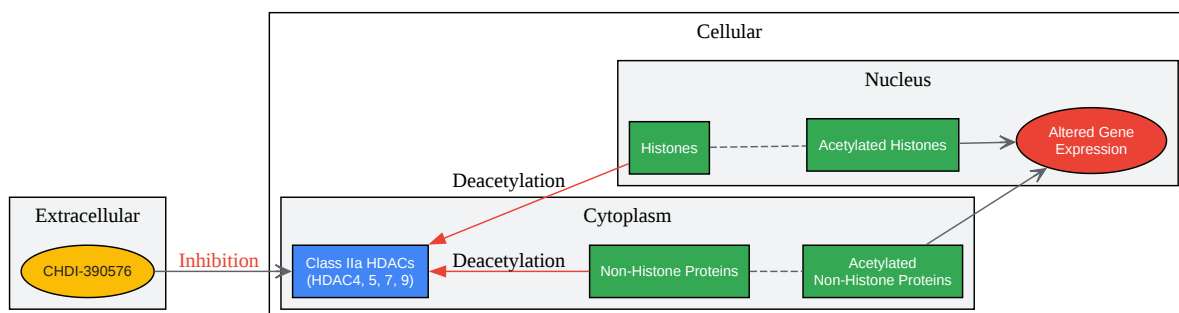 Cellular
Nucleus
Histones
Acetylated Histones
Altered Gene
Expression
Deacetylation
Extracellular
CHDI-390576
Inhibition
Cytoplasm
Class IIa HDACs
(HDAC4, 5, 7, 9)
Deacetylation
Non-Histone Proteins
Acetylated
Non-Histone Proteins